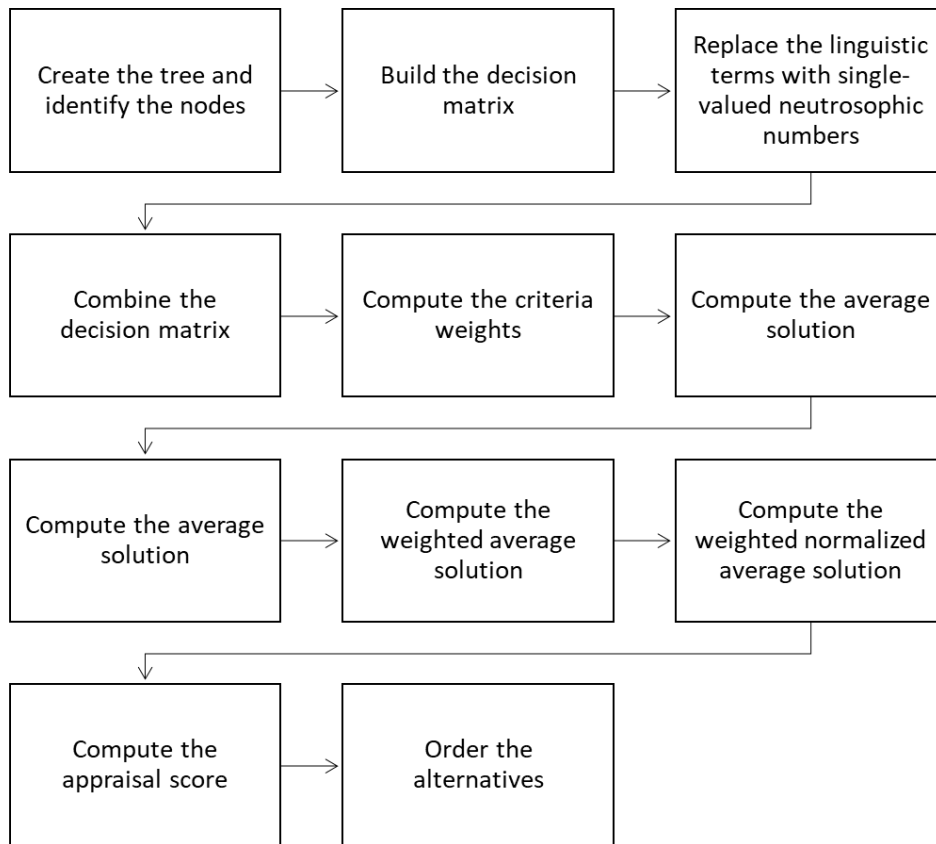 Create the tree and
identify the nodes
Build the decision
matrix
Replace the linguistic
terms with single-
valued neutrosophic
numbers
Combine the
decision matrix
Compute the criteria
weights
Compute the average
solution
Compute the average
solution
Compute the
weighted average
solution
Compute the
weighted normalized
average solution
Compute the
appraisal score
Order the
alternatives